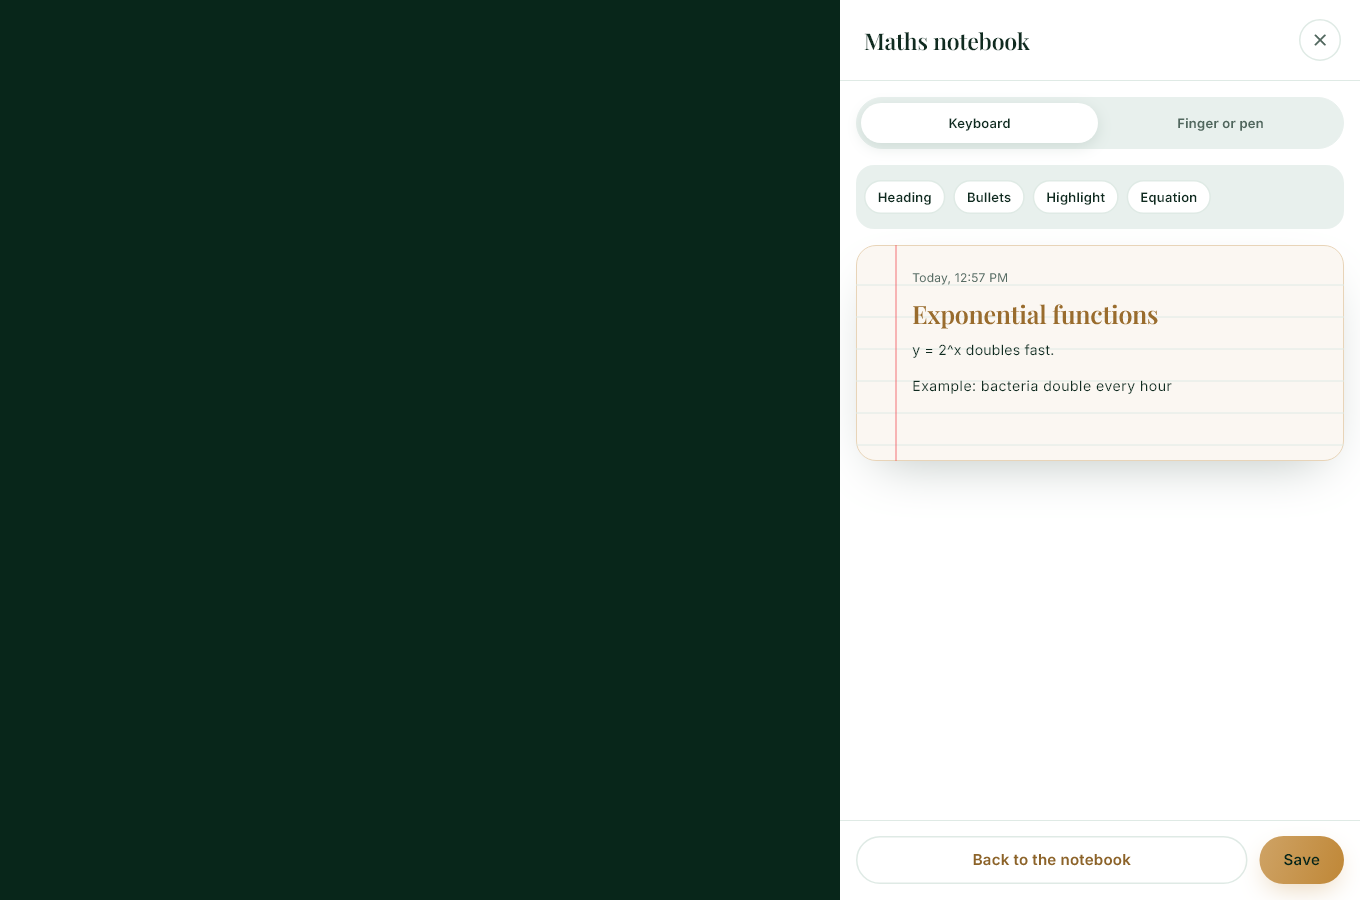 Maths notebook
Keyboard
Finger or pen
Heading
Bullets
Highlight
Equation
Today, 12:57 PM
Exponential functions
y = 2^x doubles fast.
Example: bacteria double every hour
Back to the notebook
Save